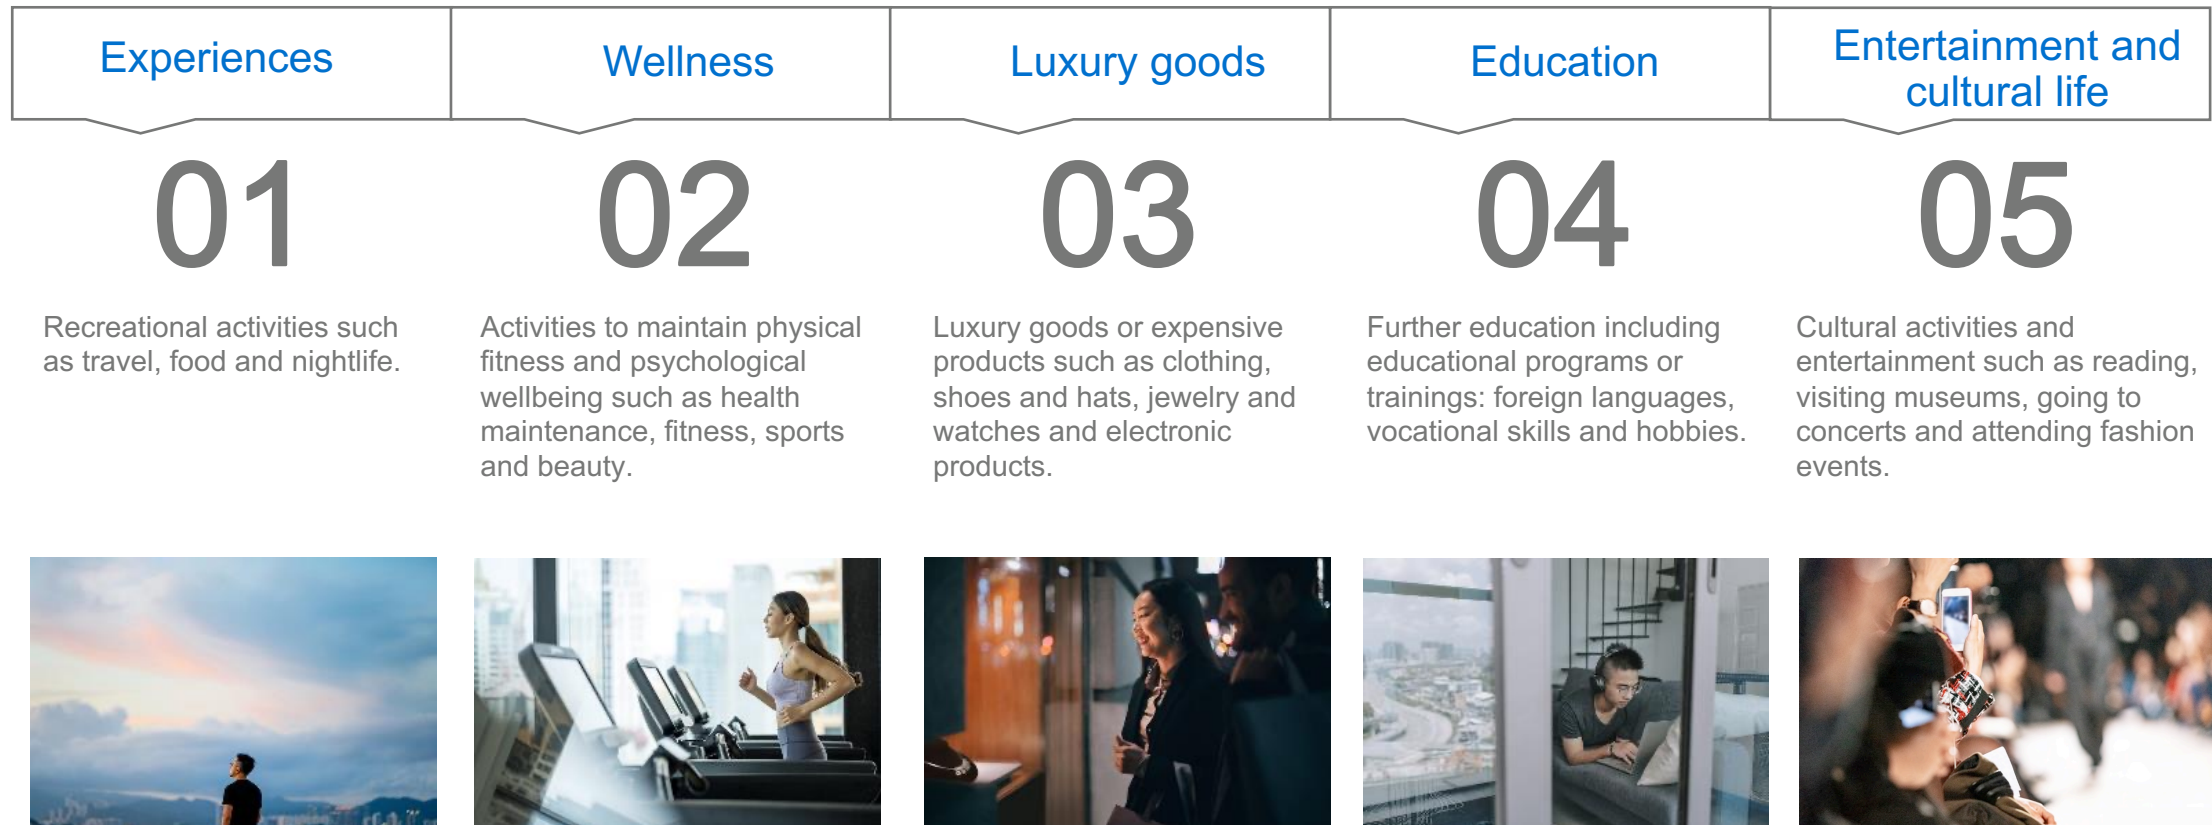 Experiences
Wellness
Luxury goods
Education
Entertainment and
cultural life
01
02
03
04
05
Recreational activities such
as travel, food and nightlife.
Activities to maintain physical
fitness and psychological
wellbeing such as health
maintenance, fitness, sports
and beauty.
Luxury goods or expensive
products such as clothing,
shoes and hats, jewelry and
watches and electronic
products.
Further education including
educational programs or
trainings: foreign languages,
vocational skills and hobbies.
Cultural activities and
entertainment such as reading,
visiting museums, going to
concerts and attending fashion
events.